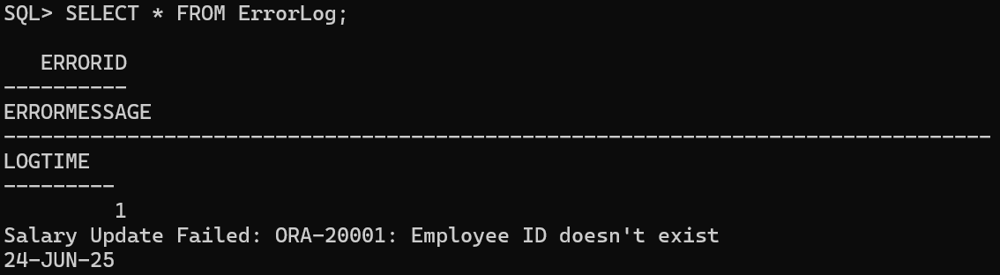 SQL> SELECT * FROM ErrorLog;
   ERRORID
----------
ERRORMESSAGE
--------------------------------------------------------------------------------
LOGTIME
---------
         1
Salary Update Failed: ORA-20001: Employee ID doesn't exist
24-JUN-25